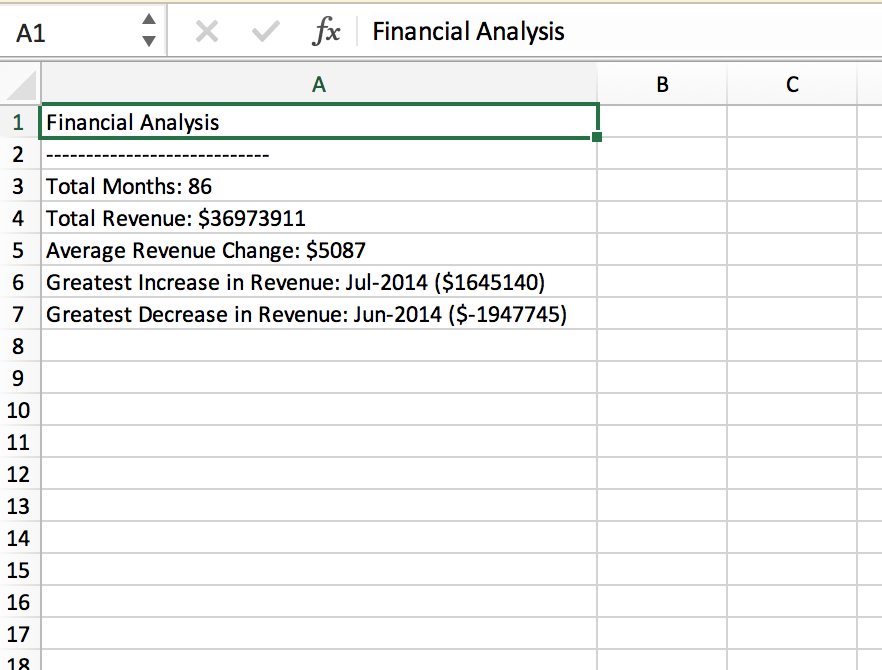 A1 fx Financial Analysis
A B C
1 Financial Analysis
2 ----------------------------
3 Total Months: 86
4 Total Revenue: $36973911
5 Average Revenue Change: $5087
6 Greatest Increase in Revenue: Jul-2014 ($1645140)
7 Greatest Decrease in Revenue: Jun-2014 ($-1947745)
8
9
10
11
12
13
14
15
16
17
18